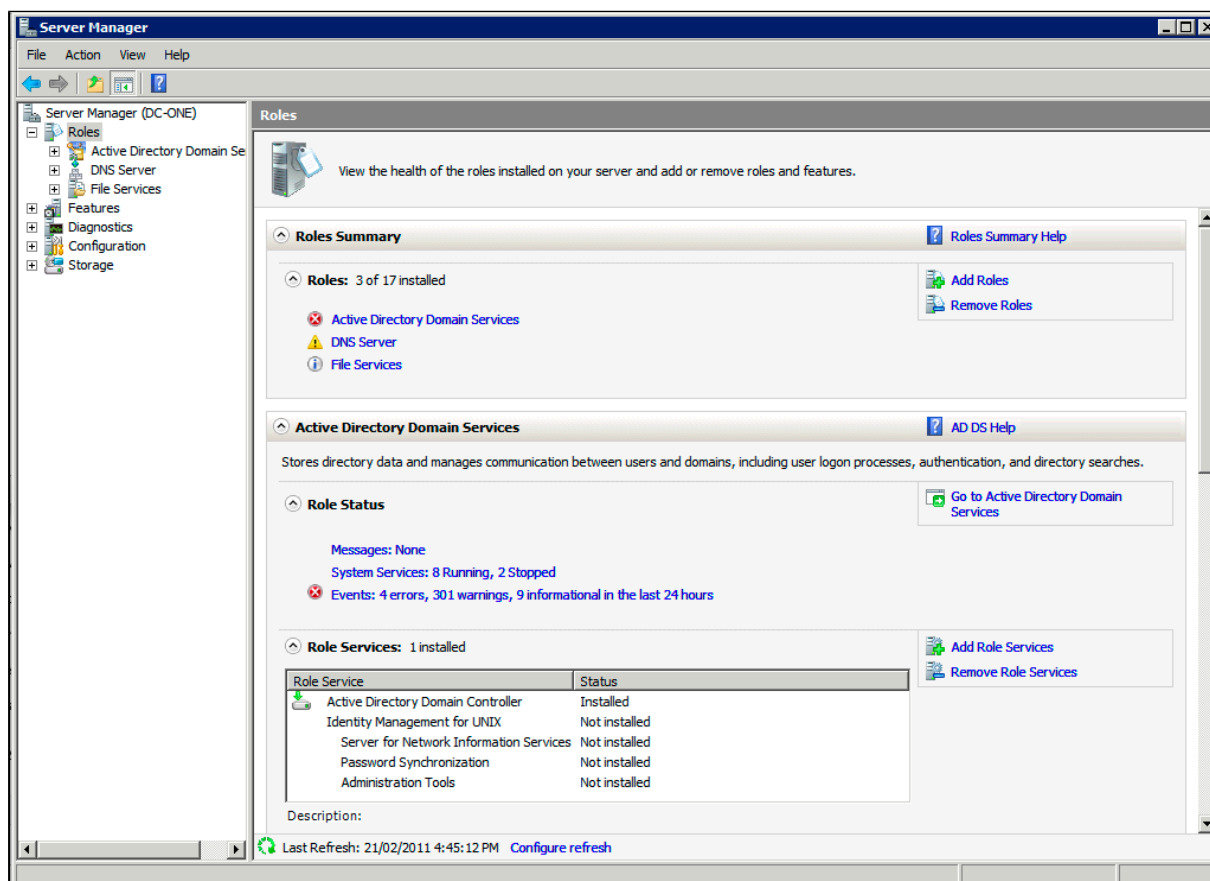 Server Manager
File Action View Help
Server Manager (DC-ONE)
Roles
Active Directory Domain Se
DNS Server
File Services
Features
Diagnostics
Configuration
Storage
Roles
View the health of the roles installed on your server and add or remove roles and features.
Roles Summary
Roles Summary Help
Roles: 3 of 17 installed
Add Roles
Remove Roles
Active Directory Domain Services
DNS Server
File Services
Active Directory Domain Services
AD DS Help
Stores directory data and manages communication between users and domains, including user logon processes, authentication, and directory searches.
Role Status
Go to Active Directory Domain
Services
Messages: None
System Services: 8 Running, 2 Stopped
Events: 4 errors, 301 warnings, 9 informational in the last 24 hours
Role Services: 1 installed
Add Role Services
Remove Role Services
Role Service Status
Active Directory Domain Controller Installed
Identity Management for UNIX Not installed
Server for Network Information Services Not installed
Password Synchronization Not installed
Administration Tools Not installed
Description:
Last Refresh: 21/02/2011 4:45:12 PM Configure refresh